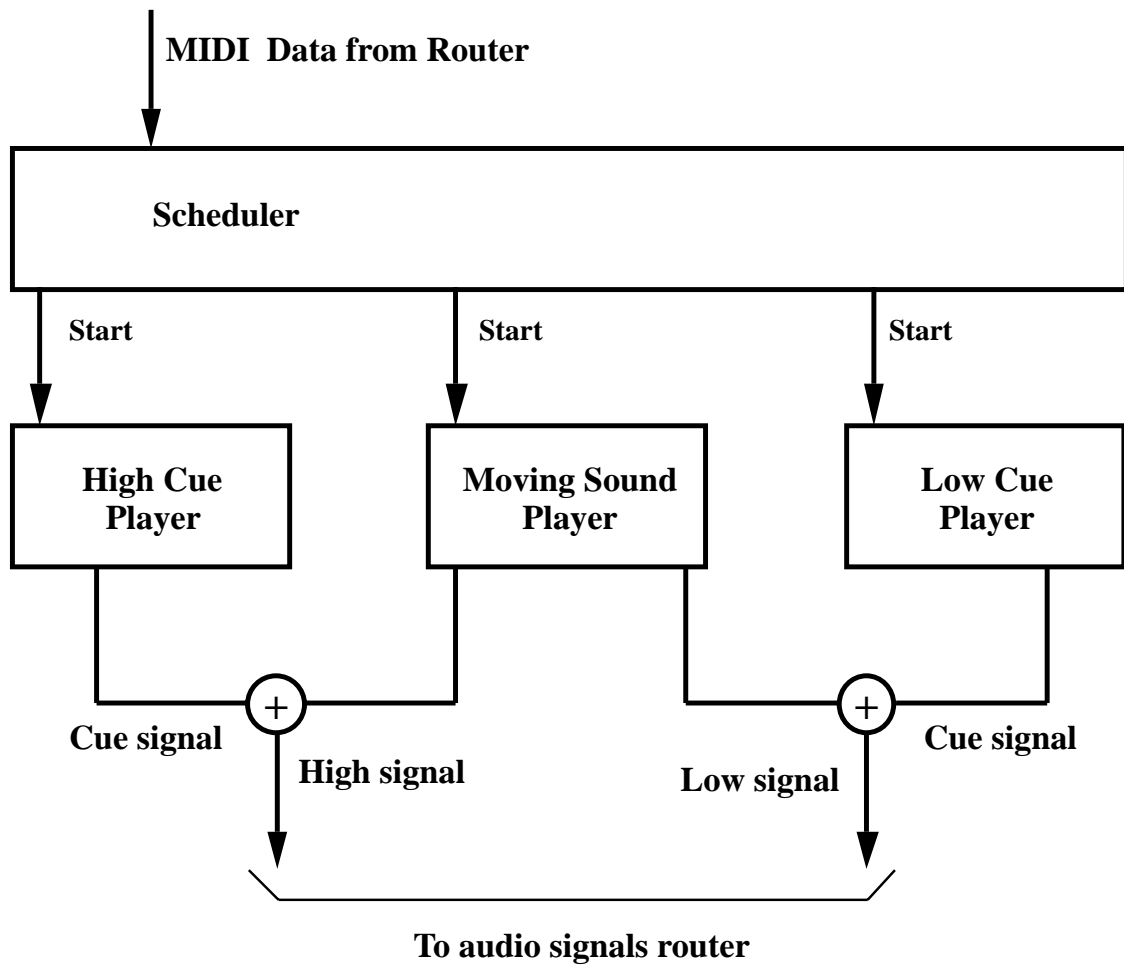 MIDI  Data from Router
Scheduler
Start
Start
Start
High Cue
Player
Moving Sound
Player
Low Cue
Player
+
+
Cue signal
High signal
Low signal
Cue signal
To audio signals router